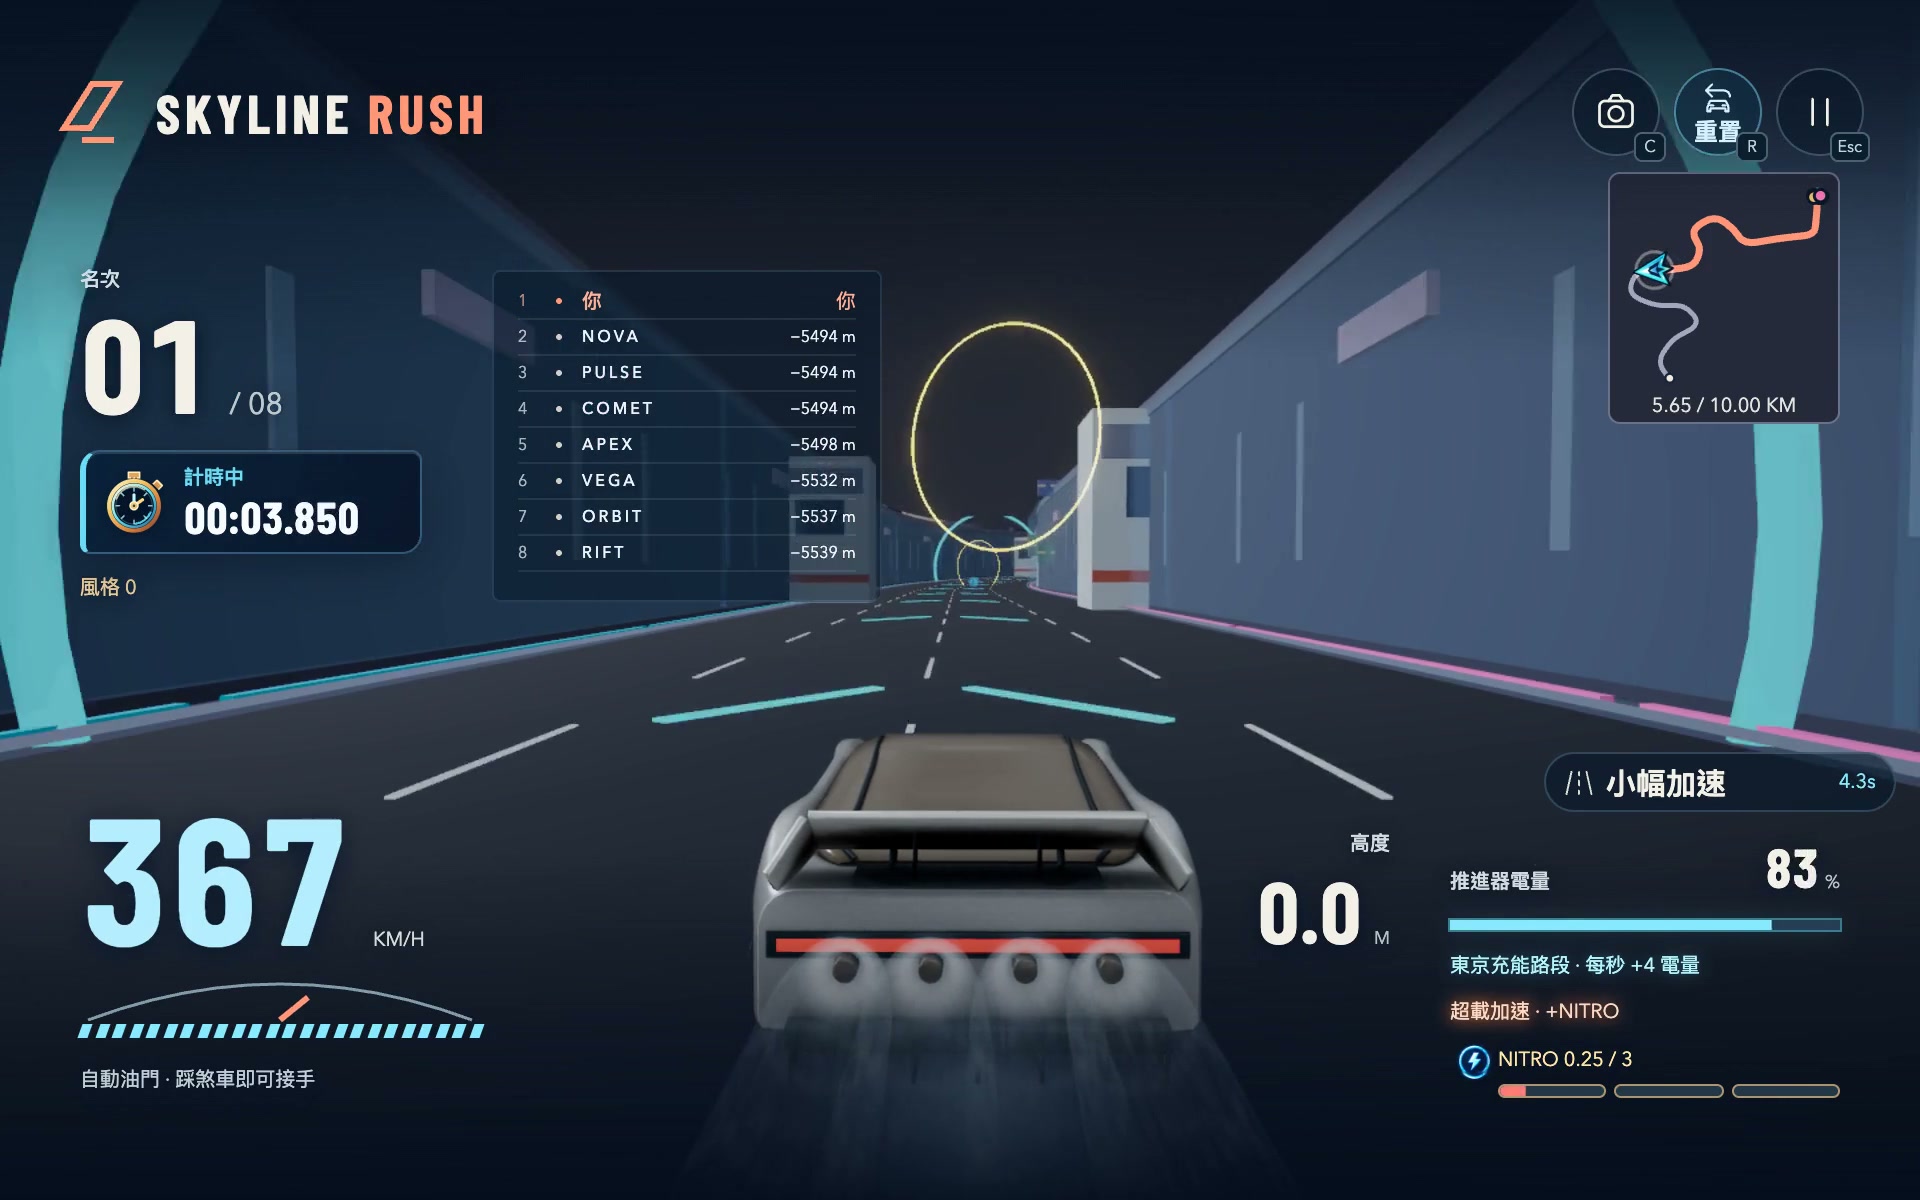 SKYLINE RUSH
C
重置 R
Esc
5.65 / 10.00 KM
名次
01 / 08
計時中
00:03.850
風格 0
1 你 你
2 NOVA −5494 m
3 PULSE −5494 m
4 COMET −5494 m
5 APEX −5498 m
6 VEGA −5532 m
7 ORBIT −5537 m
8 RIFT −5539 m
367 KM/H
自動油門 · 踩煞車即可接手
小幅加速 4.3s
高度
0.0 M
推進器電量 83 %
東京充能路段 · 每秒 +4 電量
超載加速 · +NITRO
NITRO 0.25 / 3